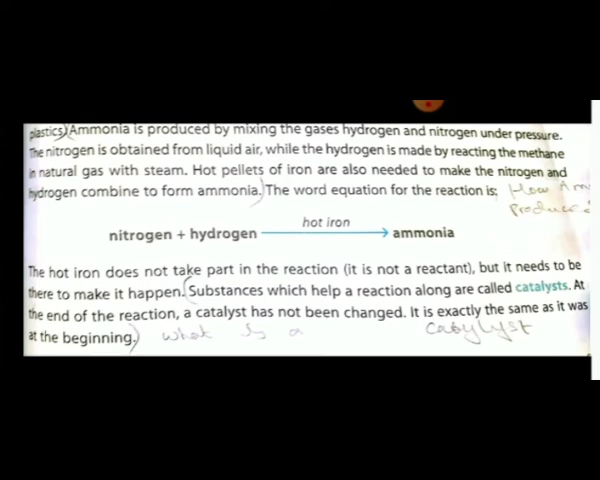 plastics) (Ammonia is produced by mixing the gases hydrogen and nitrogen under pressure.
The nitrogen is obtained from liquid air, while the hydrogen is made by reacting the methane
in natural gas with steam. Hot pellets of iron are also needed to make the nitrogen and
hydrogen combine to form ammonia.) The word equation for the reaction is: How Am
Produce
hot iron
nitrogen + hydrogen ⟶ ammonia
The hot iron does not take part in the reaction (it is not a reactant), but it needs to be
there to make it happen. (Substances which help a reaction along are called catalysts. At
the end of the reaction, a catalyst has not been changed. It is exactly the same as it was
at the beginning.) what is a catylyst